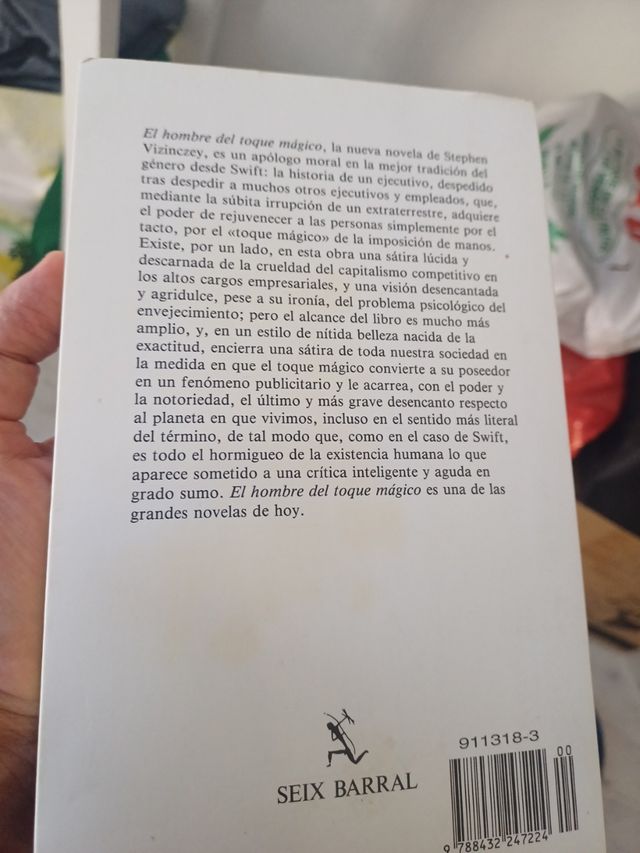 El hombre del toque mágico, la nueva novela de Stephen
Vizinczey, es un apólogo moral en la mejor tradición del
género desde Swift: la historia de un ejecutivo, despedido
tras despedir a muchos otros ejecutivos y empleados, que,
mediante la súbita irrupción de un extraterrestre, adquiere
el poder de rejuvenecer a las personas simplemente por el
tacto, por el «toque mágico» de la imposición de manos.
Existe, por un lado, en esta obra una sátira lúcida y
descarnada de la crueldad del capitalismo competitivo en
los altos cargos empresariales, y una visión desencantada
y agridulce, pese a su ironía, del problema psicológico del
envejecimiento; pero el alcance del libro es mucho más
amplio, y, en un estilo de nítida belleza nacida de la
exactitud, encierra una sátira de toda nuestra sociedad en
la medida en que el toque mágico convierte a su poseedor
en un fenómeno publicitario y le acarrea, con el poder y
la notoriedad, el último y más grave desencanto respecto
al planeta en que vivimos, incluso en el sentido más literal
del término, de tal modo que, como en el caso de Swift,
es todo el hormigueo de la existencia humana lo que
aparece sometido a una crítica inteligente y aguda en
grado sumo. El hombre del toque mágico es una de las
grandes novelas de hoy.
SEIX BARRAL
911318-3
00
9 788432 247224